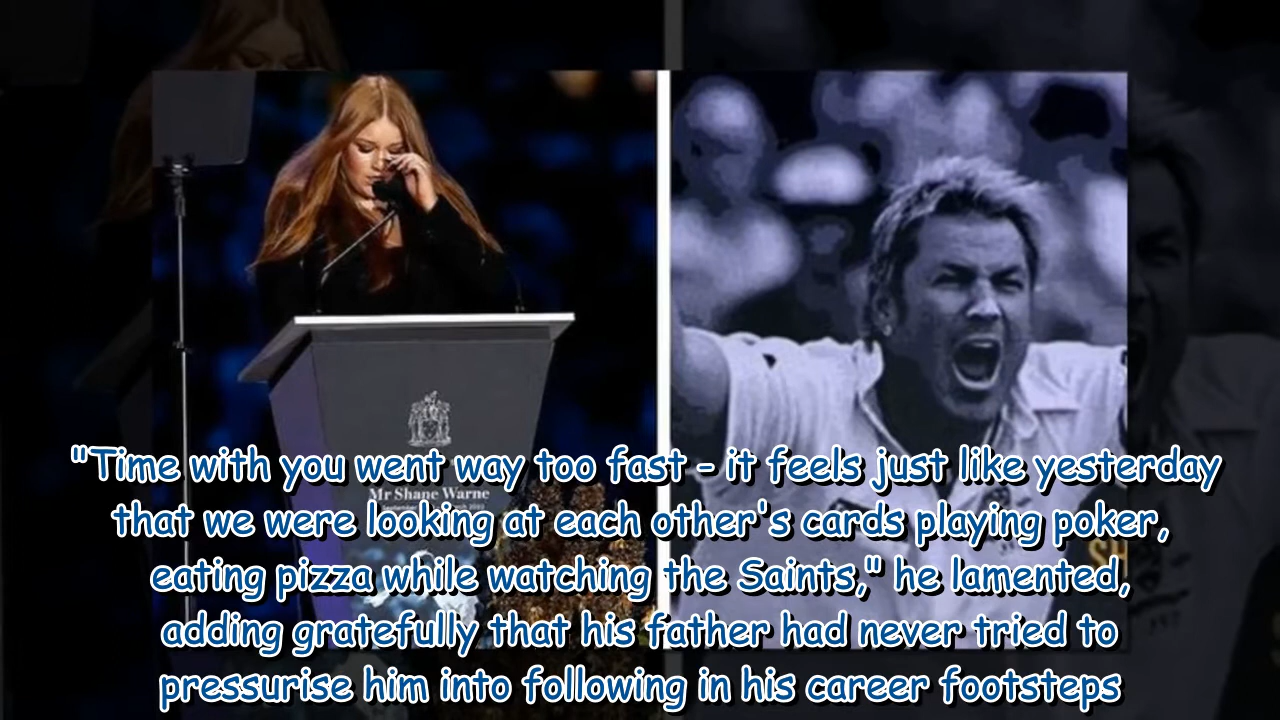 "Time with you went way too fast - it feels just like yesterday
that we were looking at each other's cards playing poker,
eating pizza while watching the Saints," he lamented,
adding gratefully that his father had never tried to
pressurise him into following in his career footsteps
Mr Shane Warne
SH